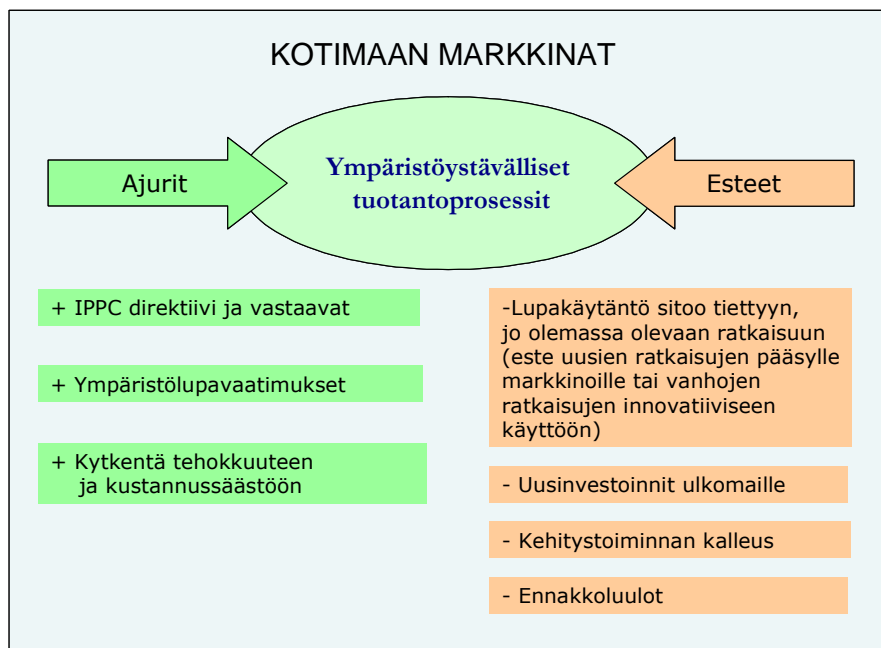 KOTIMAAN MARKKINAT
Ajurit
Ympäristöystävälliset
tuotantoprosessit
Esteet
+ IPPC direktiivi ja vastaavat
+ Ympäristölupavaatimukset
+ Kytkentä tehokkuuteen
ja kustannussäästöön
-Lupakäytäntö sitoo tiettyyn,
jo olemassa olevaan ratkaisuun
(este uusien ratkaisujen pääsylle
markkinoille tai vanhojen
ratkaisujen innovatiiviseen
käyttöön)
- Uusinvestoinnit ulkomaille
- Kehitystoiminnan kalleus
- Ennakkoluulot